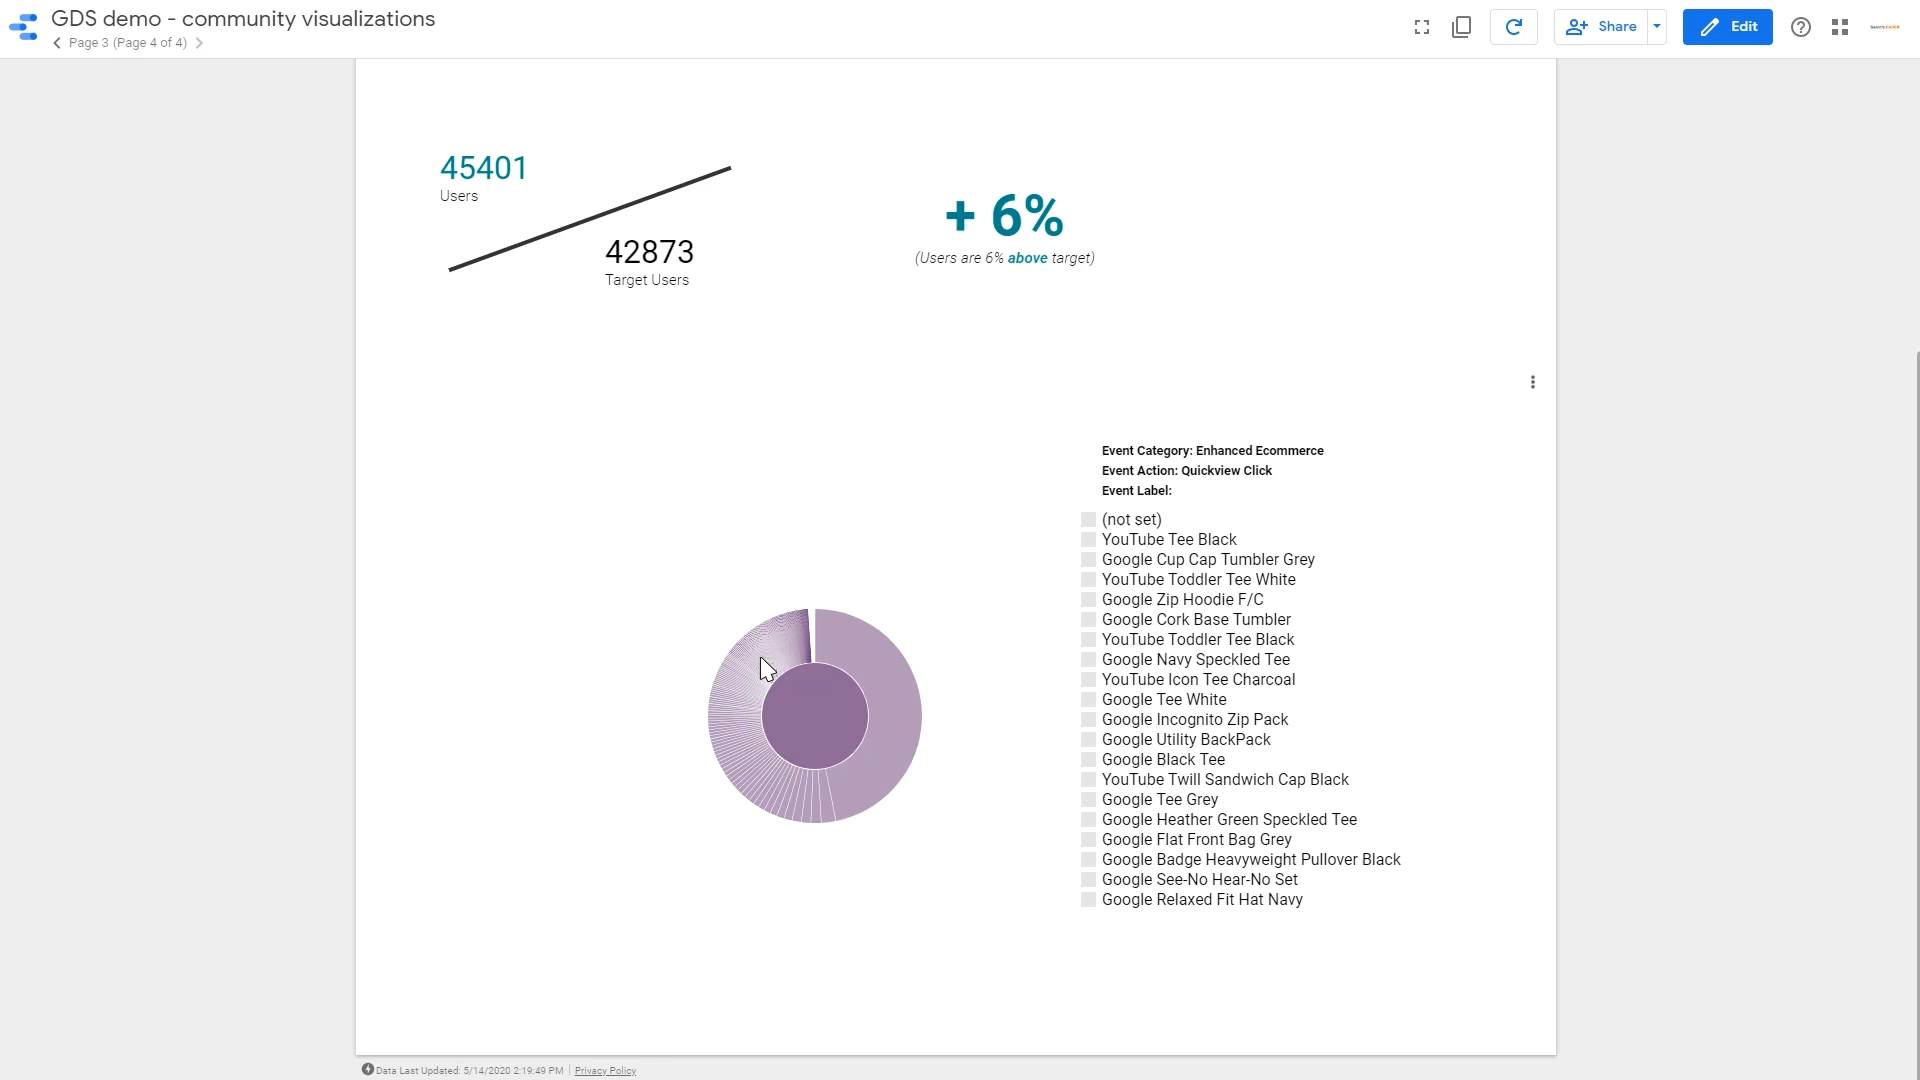 GDS demo - community visualizations
Page 3 (Page 4 of 4)
Share
Edit
45401
Users
42873
Target Users
+ 6%
(Users are 6% above target)
Event Category: Enhanced Ecommerce
Event Action: Quickview Click
Event Label:
(not set)
YouTube Tee Black
Google Cup Cap Tumbler Grey
YouTube Toddler Tee White
Google Zip Hoodie F/C
Google Cork Base Tumbler
YouTube Toddler Tee Black
Google Navy Speckled Tee
YouTube Icon Tee Charcoal
Google Tee White
Google Incognito Zip Pack
Google Utility BackPack
Google Black Tee
YouTube Twill Sandwich Cap Black
Google Tee Grey
Google Heather Green Speckled Tee
Google Flat Front Bag Grey
Google Badge Heavyweight Pullover Black
Google See-No Hear-No Set
Google Relaxed Fit Hat Navy
Data Last Updated: 5/14/2020 2:19:49 PM
Privacy Policy